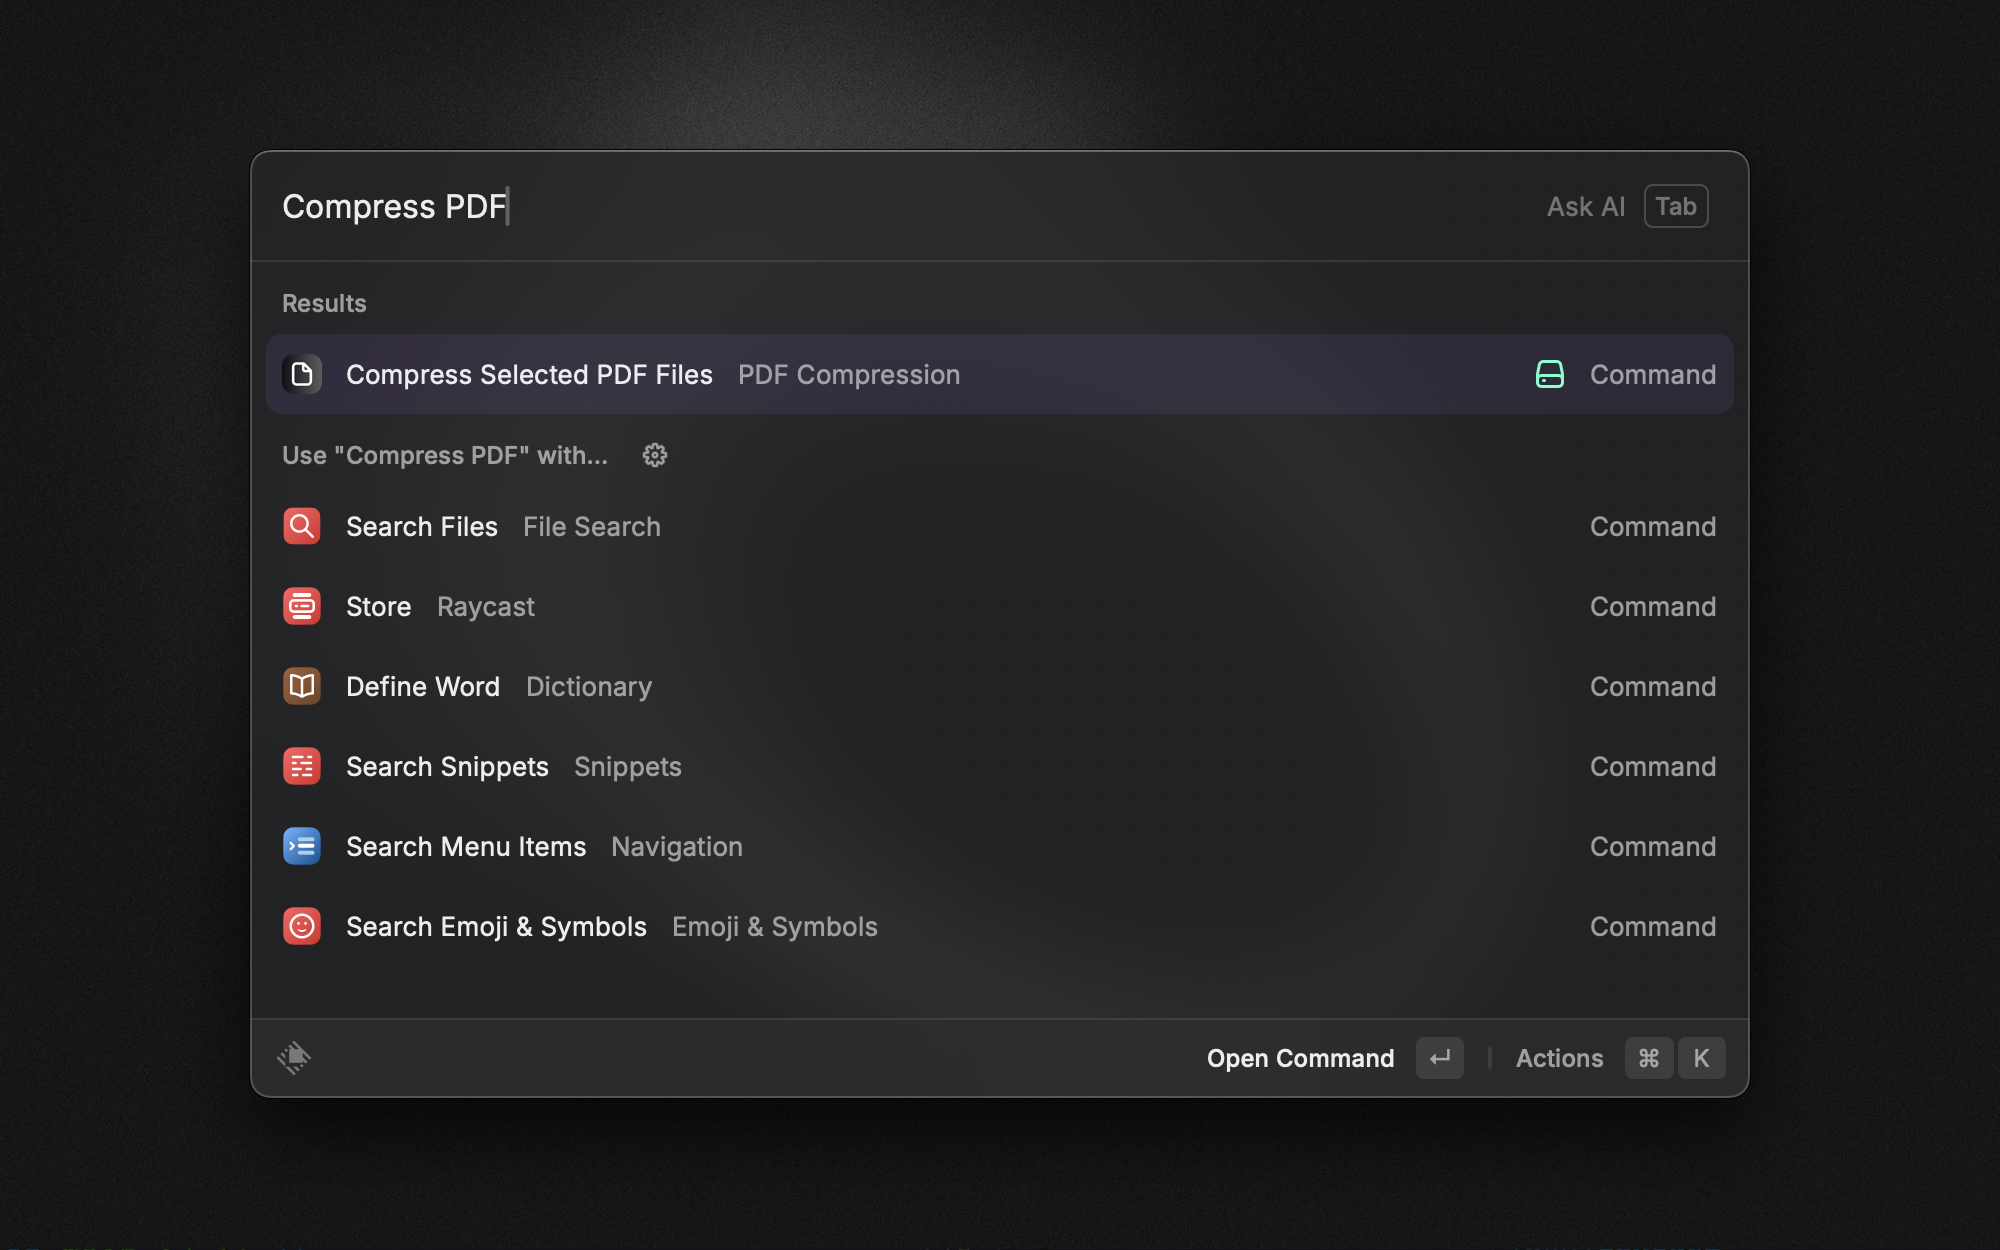 Compress PDF Ask AI Tab
Results
Compress Selected PDF Files PDF Compression Command
Use "Compress PDF" with...
Search Files File Search Command
Store Raycast Command
Define Word Dictionary Command
Search Snippets Snippets Command
Search Menu Items Navigation Command
Search Emoji & Symbols Emoji & Symbols Command
Open Command ↵ Actions ⌘ K